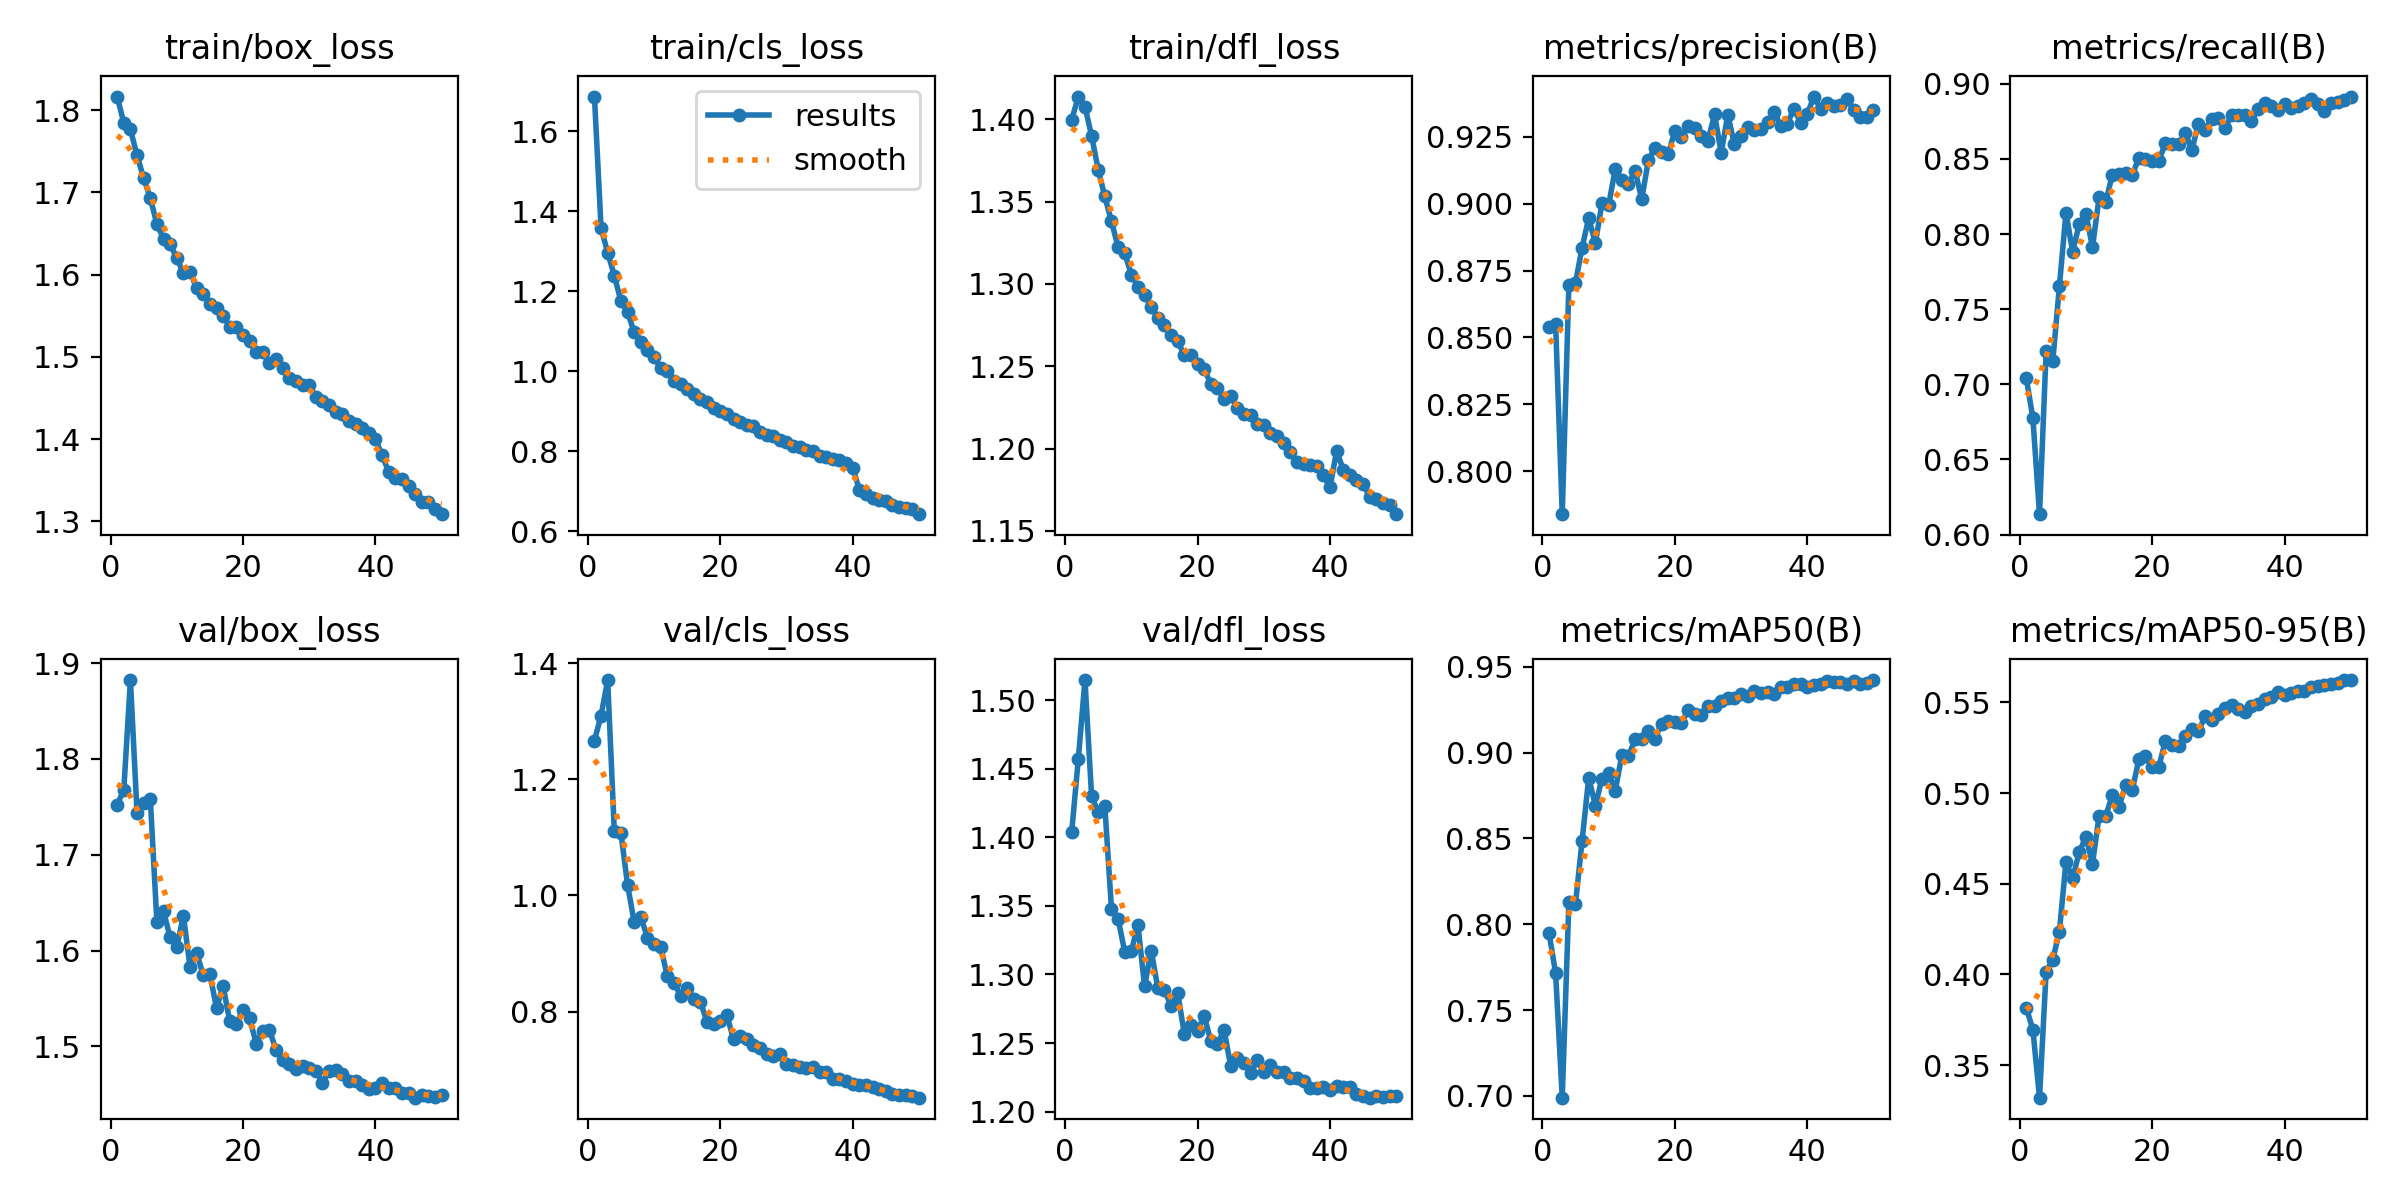 train/box_loss
1.8
1.7
1.6
1.5
1.4
1.3
0 20 40
train/cls_loss
results
smooth
1.6
1.4
1.2
1.0
0.8
0.6
0 20 40
train/dfl_loss
1.40
1.35
1.30
1.25
1.20
1.15
0 20 40
metrics/precision(B)
0.925
0.900
0.875
0.850
0.825
0.800
0 20 40
metrics/recall(B)
0.90
0.85
0.80
0.75
0.70
0.65
0.60
0 20 40
val/box_loss
1.9
1.8
1.7
1.6
1.5
0 20 40
val/cls_loss
1.4
1.2
1.0
0.8
0 20 40
val/dfl_loss
1.50
1.45
1.40
1.35
1.30
1.25
1.20
0 20 40
metrics/mAP50(B)
0.95
0.90
0.85
0.80
0.75
0.70
0 20 40
metrics/mAP50-95(B)
0.55
0.50
0.45
0.40
0.35
0 20 40